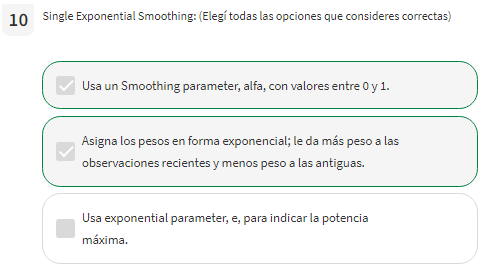 10
Single Exponential Smoothing: (Elegí todas las opciones que consideres correctas)
Usa un Smoothing parameter, alfa, con valores entre 0 y 1.
Asigna los pesos en forma exponencial; le da más peso a las
observaciones recientes y menos peso a las antiguas.
Usa exponential parameter, e, para indicar la potencia
máxima.